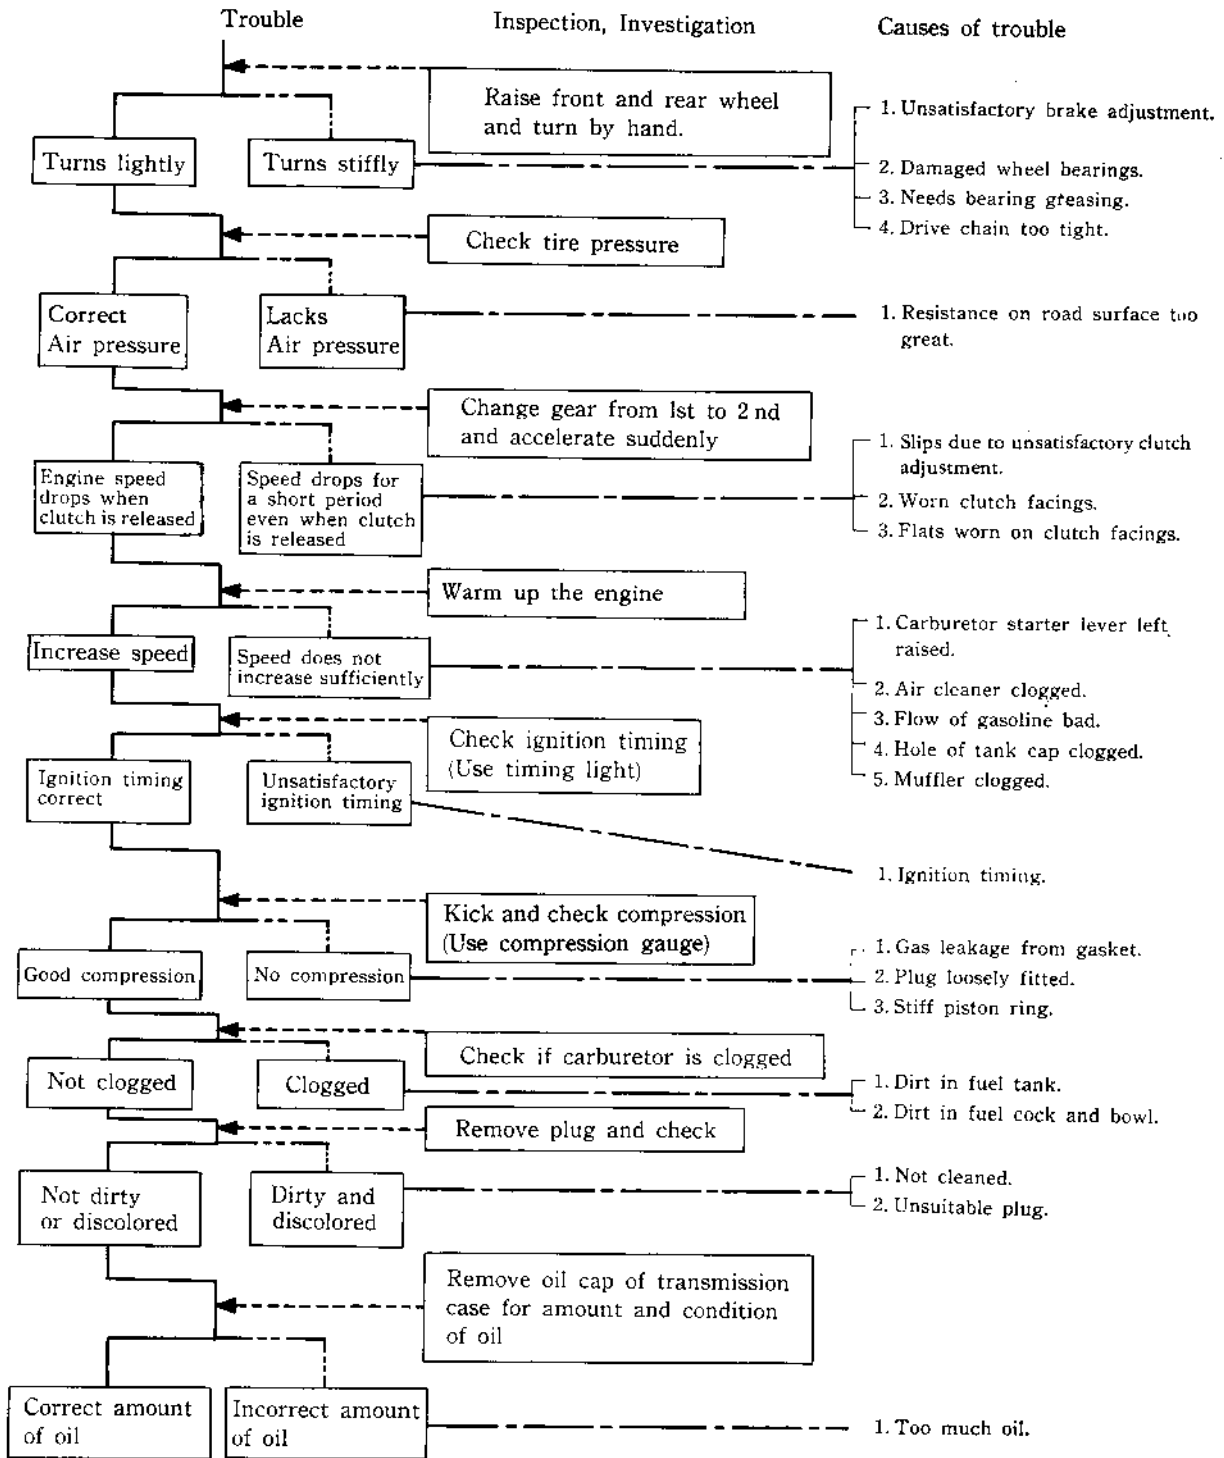 Trouble
Inspection, Investigation
Causes of trouble
Raise front and rear wheel
and turn by hand.
Turns lightly
Turns stiffly
1. Unsatisfactory brake adjustment.
2. Damaged wheel bearings.
3. Needs bearing greasing.
4. Drive chain too tight.
Check tire pressure
Correct
Air pressure
Lacks
Air pressure
1. Resistance on road surface too
great.
Change gear from 1st to 2nd
and accelerate suddenly
Engine speed
drops when
clutch is released
Speed drops for
a short period
even when clutch
is released
1. Slips due to unsatisfactory clutch
adjustment.
2. Worn clutch facings.
3. Flats worn on clutch facings.
Warm up the engine
Increase speed
Speed does not
increase sufficiently
1. Carburetor starter lever left
raised.
2. Air cleaner clogged.
3. Flow of gasoline bad.
4. Hole of tank cap clogged.
5. Muffler clogged.
Check ignition timing
(Use timing light)
Ignition timing
correct
Unsatisfactory
ignition timing
1. Ignition timing.
Kick and check compression
(Use compression gauge)
Good compression
No compression
1. Gas leakage from gasket.
2. Plug loosely fitted.
3. Stiff piston ring.
Check if carburetor is clogged
Not clogged
Clogged
1. Dirt in fuel tank.
2. Dirt in fuel cock and bowl.
Remove plug and check
Not dirty
or discolored
Dirty and
discolored
1. Not cleaned.
2. Unsuitable plug.
Remove oil cap of transmission
case for amount and condition
of oil
Correct amount
of oil
Incorrect amount
of oil
1. Too much oil.